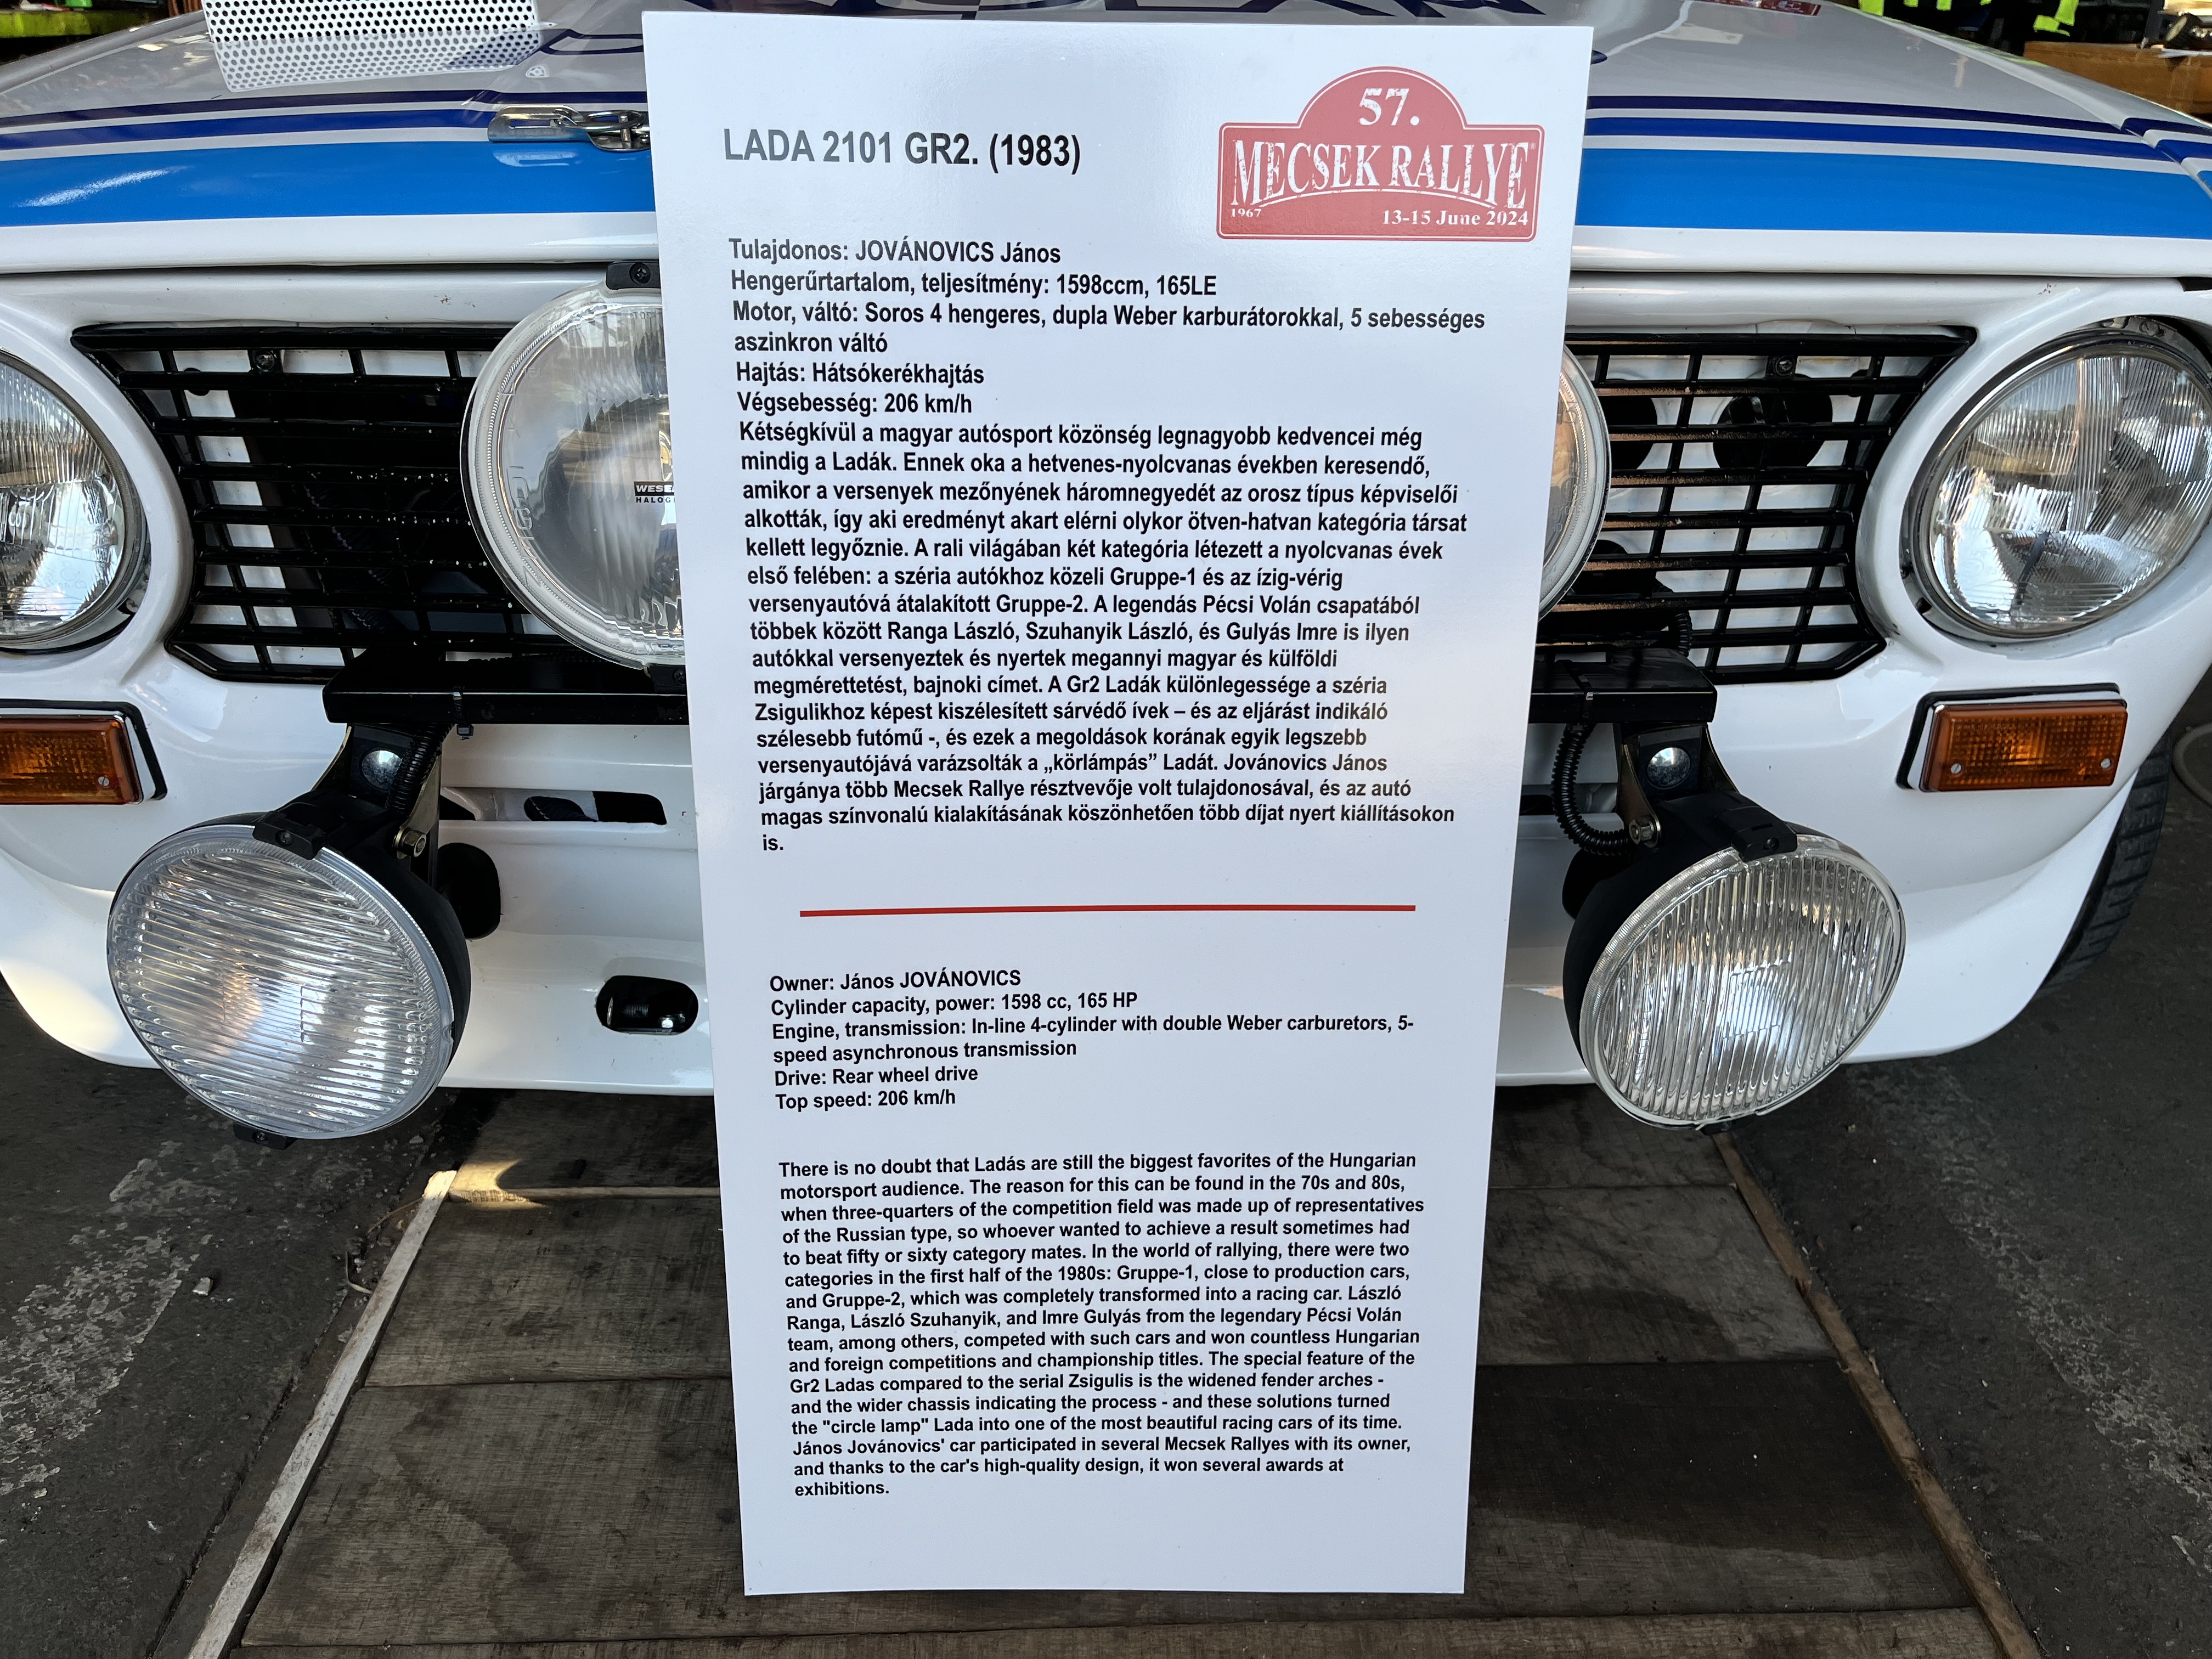 LADA 2101 GR2. (1983)
57.
MECSEK RALLYE
1967
13-15 June 2024
Tulajdonos: JOVÁNOVICS János
Hengerűrtartalom, teljesítmény: 1598ccm, 165LE
Motor, váltó: Soros 4 hengeres, dupla Weber karburátorokkal, 5 sebességes
aszinkron váltó
Hajtás: Hátsókerékhajtás
Végsebesség: 206 km/h
Kétségkívül a magyar autósport közönség legnagyobb kedvencei még
mindig a Ladák. Ennek oka a hetvenes-nyolcvanas években keresendő,
amikor a versenyek mezőnyének háromnegyedét az orosz típus képviselői
alkották, így aki eredményt akart elérni olykor ötven-hatvan kategória társat
kellett legyőznie. A rali világában két kategória létezett a nyolcvanas évek
első felében: a széria autókhoz közeli Gruppe-1 és az ízig-vérig
versenyautóvá átalakított Gruppe-2. A legendás Pécsi Volán csapatából
többek között Ranga László, Szuhanyik László, és Gulyás Imre is ilyen
autókkal versenyeztek és nyertek megannyi magyar és külföldi
megmérettetést, bajnoki címet. A Gr2 Ladák különlegessége a széria
Zsigulikhoz képest kiszélesített sárvédő ívek – és az eljárást indikáló
szélesebb futómű -, és ezek a megoldások korának egyik legszebb
versenyautójává varázsolták a „körlámpás” Ladát. Jovánovics János
járgánya több Mecsek Rallye résztvevője volt tulajdonosával, és az autó
magas színvonalú kialakításának köszönhetően több díjat nyert kiállításokon
is.
Owner: János JOVÁNOVICS
Cylinder capacity, power: 1598 cc, 165 HP
Engine, transmission: In-line 4-cylinder with double Weber carburetors, 5-
speed asynchronous transmission
Drive: Rear wheel drive
Top speed: 206 km/h
There is no doubt that Ladás are still the biggest favorites of the Hungarian
motorsport audience. The reason for this can be found in the 70s and 80s,
when three-quarters of the competition field was made up of representatives
of the Russian type, so whoever wanted to achieve a result sometimes had
to beat fifty or sixty category mates. In the world of rallying, there were two
categories in the first half of the 1980s: Gruppe-1, close to production cars,
and Gruppe-2, which was completely transformed into a racing car. László
Ranga, László Szuhanyik, and Imre Gulyás from the legendary Pécsi Volán
team, among others, competed with such cars and won countless Hungarian
and foreign competitions and championship titles. The special feature of the
Gr2 Ladas compared to the serial Zsigulis is the widened fender arches -
and the wider chassis indicating the process - and these solutions turned
the "circle lamp" Lada into one of the most beautiful racing cars of its time.
János Jovánovics' car participated in several Mecsek Rallyes with its owner,
and thanks to the car's high-quality design, it won several awards at
exhibitions.